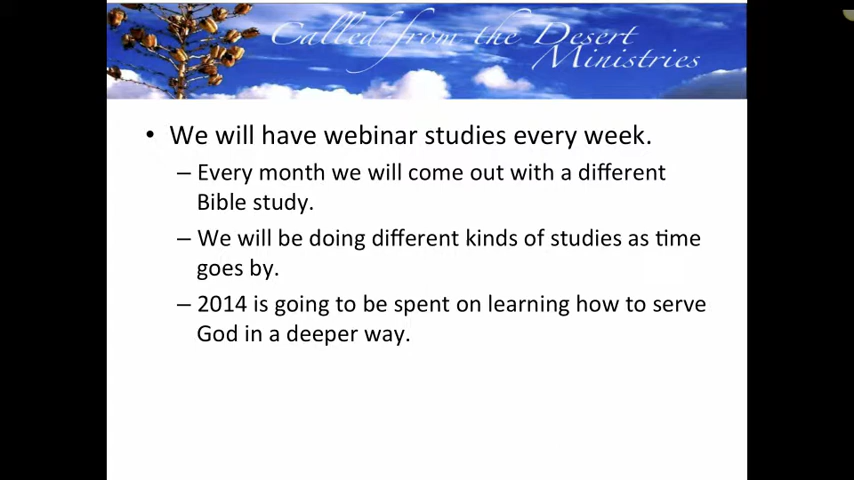 Called from the Desert
Ministries
• We will have webinar studies every week.
– Every month we will come out with a different
Bible study.
– We will be doing different kinds of studies as time
goes by.
– 2014 is going to be spent on learning how to serve
God in a deeper way.